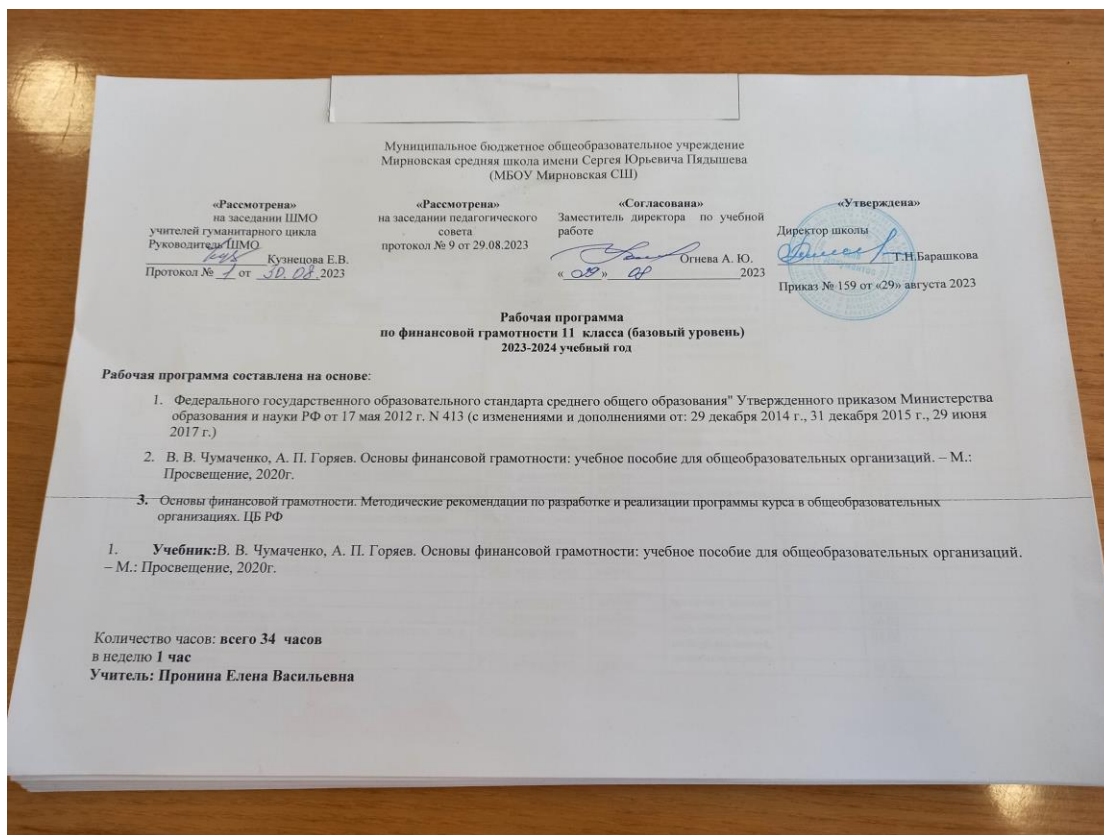 Муниципальное бюджетное общеобразовательное учреждение
Мирновская средняя школа имени Сергея Юрьевича Пядышева
(МБОУ Мирновская СШ)
«Рассмотрена»
на заседании ШМО
учителей гуманитарного цикла
Руководитель ШМО
Кузнецова Е.В.
Протокол № 1 от 30.08.2023
«Рассмотрена»
на заседании педагогического
совета
протокол № 9 от 29.08.2023
«Согласована»
Заместитель директора по учебной
работе
Огнева А. Ю.
« 29 » 08 2023
«Утверждена»
Директор школы
Т.Н.Барашкова
Приказ № 159 от «29» августа 2023
Рабочая программа
по финансовой грамотности 11 класса (базовый уровень)
2023-2024 учебный год
Рабочая программа составлена на основе:
1. Федерального государственного образовательного стандарта среднего общего образования" Утвержденного приказом Министерства
образования и науки РФ от 17 мая 2012 г. N 413 (с изменениями и дополнениями от: 29 декабря 2014 г., 31 декабря 2015 г., 29 июня
2017 г.)
2. В. В. Чумаченко, А. П. Горяев. Основы финансовой грамотности: учебное пособие для общеобразовательных организаций. – М.:
Просвещение, 2020г.
3. Основы финансовой грамотности. Методические рекомендации по разработке и реализации программы курса в общеобразовательных
организациях. ЦБ РФ
1. Учебник:В. В. Чумаченко, А. П. Горяев. Основы финансовой грамотности: учебное пособие для общеобразовательных организаций.
– М.: Просвещение, 2020г.
Количество часов: всего 34 часов
в неделю 1 час
Учитель: Пронина Елена Васильевна